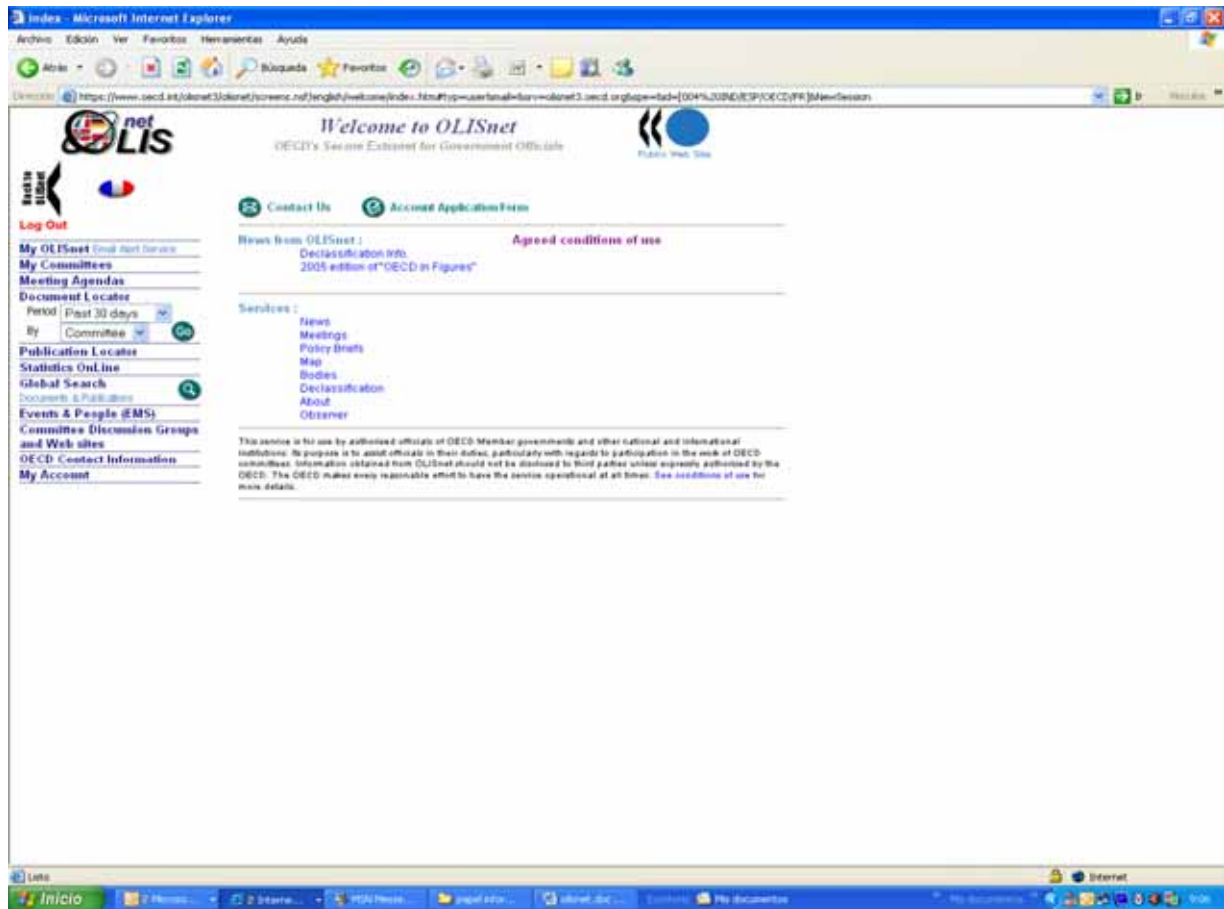 Index - Microsoft Internet Explorer
Archivo Edición Ver Favoritos Herramientas Ayuda
Atrás Búsqueda Favoritos
Dirección
net
OLIS
Welcome to OLISnet
OECD's Secure Extranet for Government Officials
Public Web Site
Back to OLISnet
Log Out
Contact Us Account Application Form
My OLISnet Email Alert Service
My Committees
Meeting Agendas
Document Locator
Period Past 30 days
By Committee Go
Publication Locator
Statistics OnLine
Global Search
Documents & Publications
Events & People (EMS)
Committee Discussion Groups
and Web sites
OECD Contact Information
My Account
News from OLISnet : Agreed conditions of use
Declassification Info.
2005 edition of "OECD in Figures"
Services :
News
Meetings
Policy Briefs
Map
Bodies
Declassification
About
Observer
This service is for use by authorised officials of OECD Member governments and other national and international
institutions. Its purpose is to assist officials in their duties, particularly with regards to participation in the work of OECD
committees. Information obtained from OLISnet should not be disclosed to third parties unless expressly authorised by the
OECD. The OECD makes every reasonable effort to have the service operational at all times. See conditions of use for
more details.
Listo Internet
Inicio Mis documentos